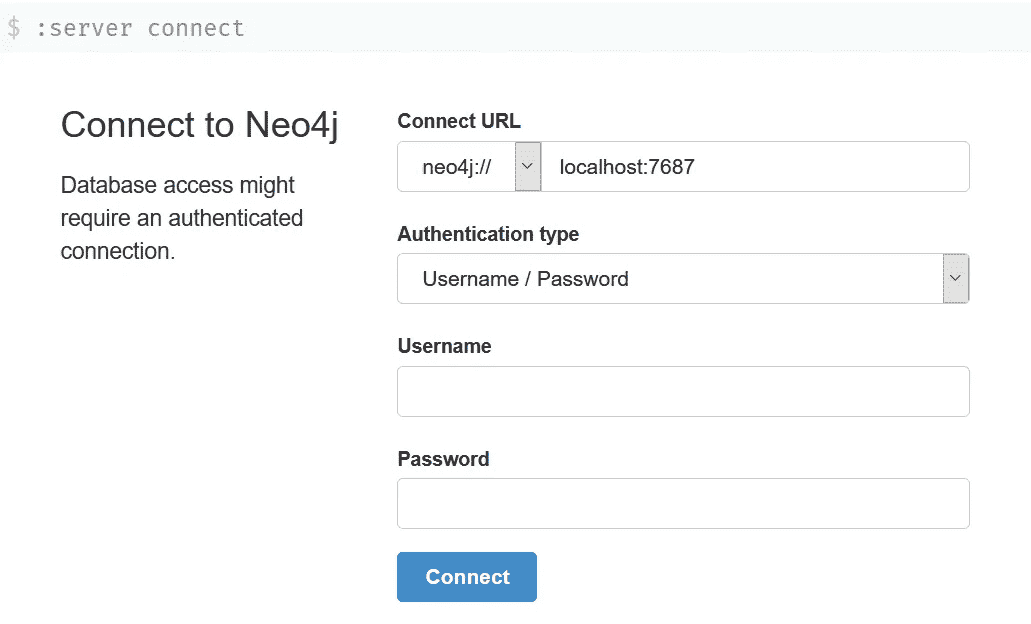 $ :server connect
Connect to Neo4j
Database access might
require an authenticated
connection.
Connect URL
neo4j:// localhost:7687
Authentication type
Username / Password
Username
Password
Connect